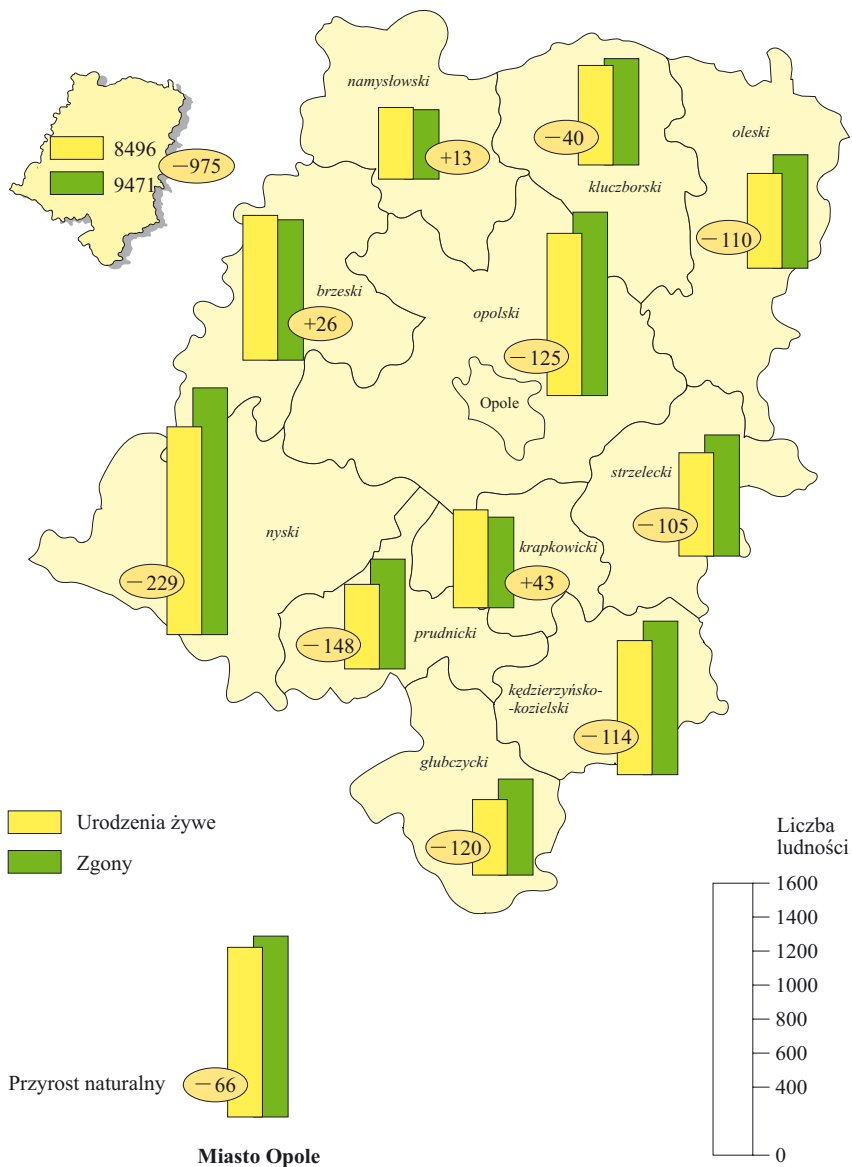 namysłowski
8496
−975
9471
+13
−40
kluczborski
oleski
−110
brzeski
+26
opolski
−125
Opole
strzelecki
−105
nyski
−229
krapkowicki
+43
prudnicki
−148
kędzierzyńsko-
-kozielski
−114
głubczycki
−120
Urodzenia żywe
Zgony
Liczba
ludności
1600
1400
1200
1000
800
600
400
0
Przyrost naturalny
−66
Miasto Opole